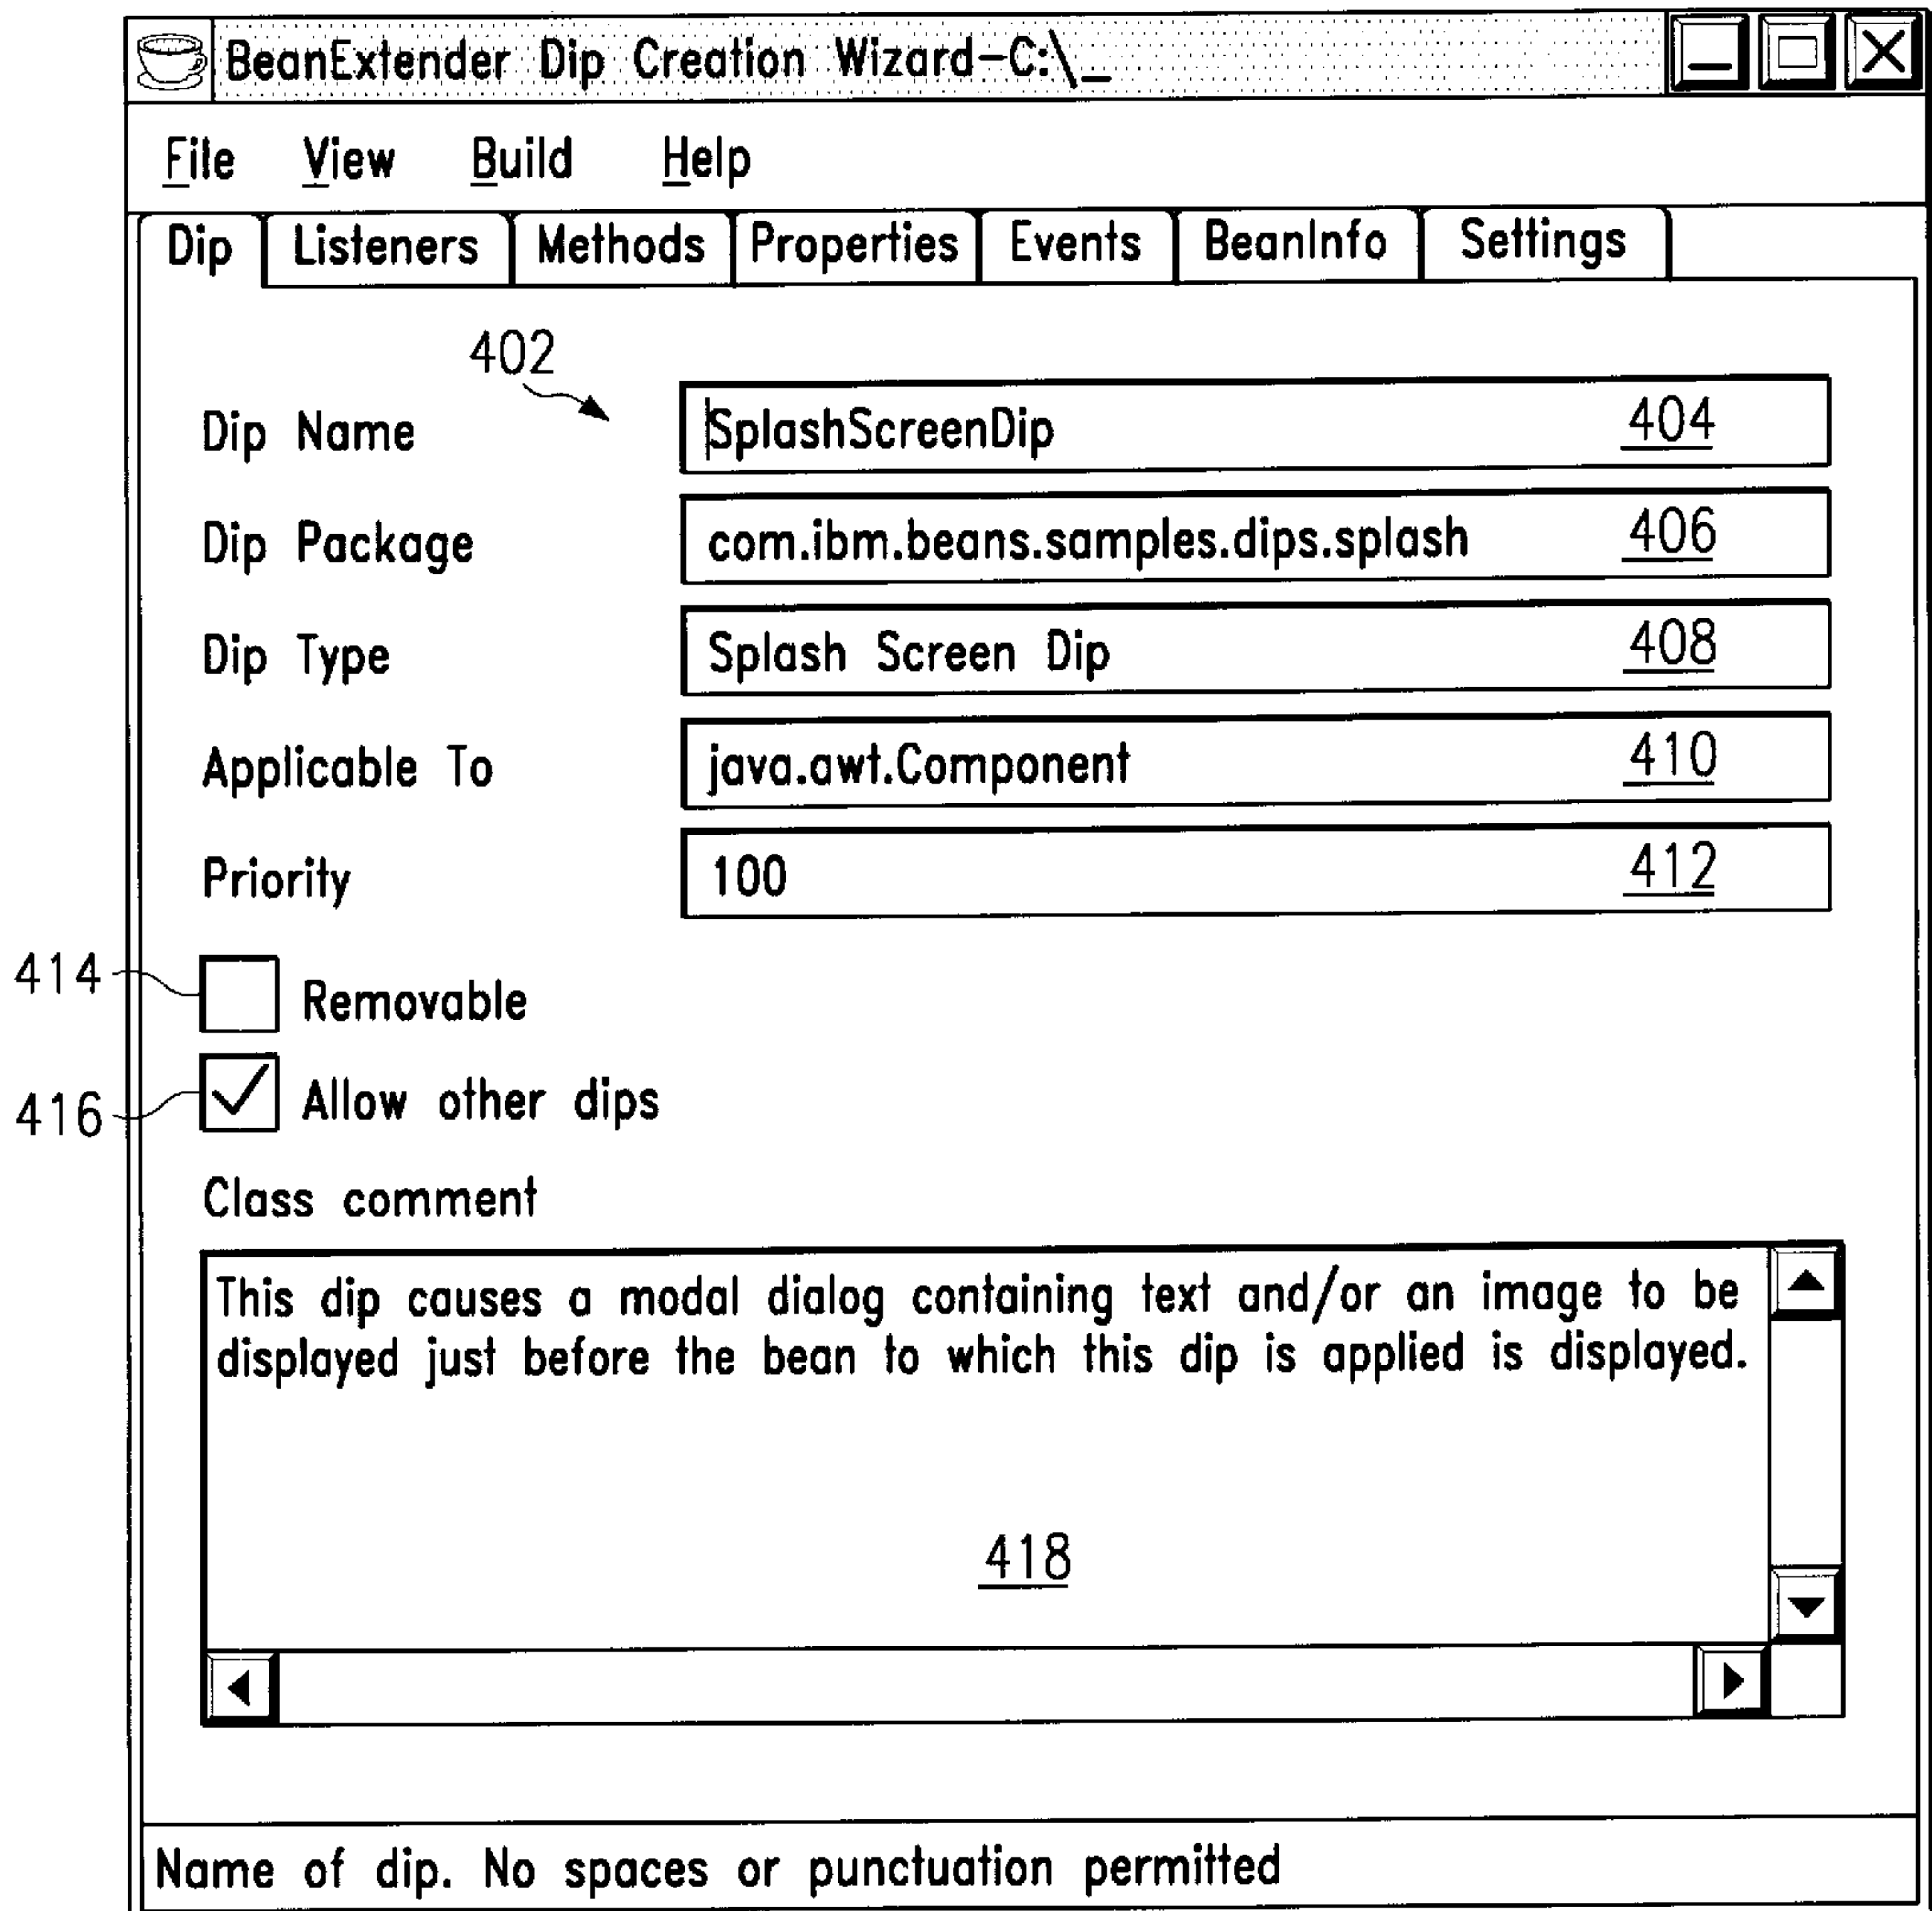 BeanExtender Dip Creation Wizard-C:\_
File View Build Help
Dip Listeners Methods Properties Events BeanInfo Settings
402
Dip Name SplashScreenDip 404
Dip Package com.ibm.beans.samples.dips.splash 406
Dip Type Splash Screen Dip 408
Applicable To java.awt.Component 410
Priority 100 412
414 Removable
416 Allow other dips
Class comment
This dip causes a modal dialog containing text and/or an image to be
displayed just before the bean to which this dip is applied is displayed.
418
Name of dip. No spaces or punctuation permitted